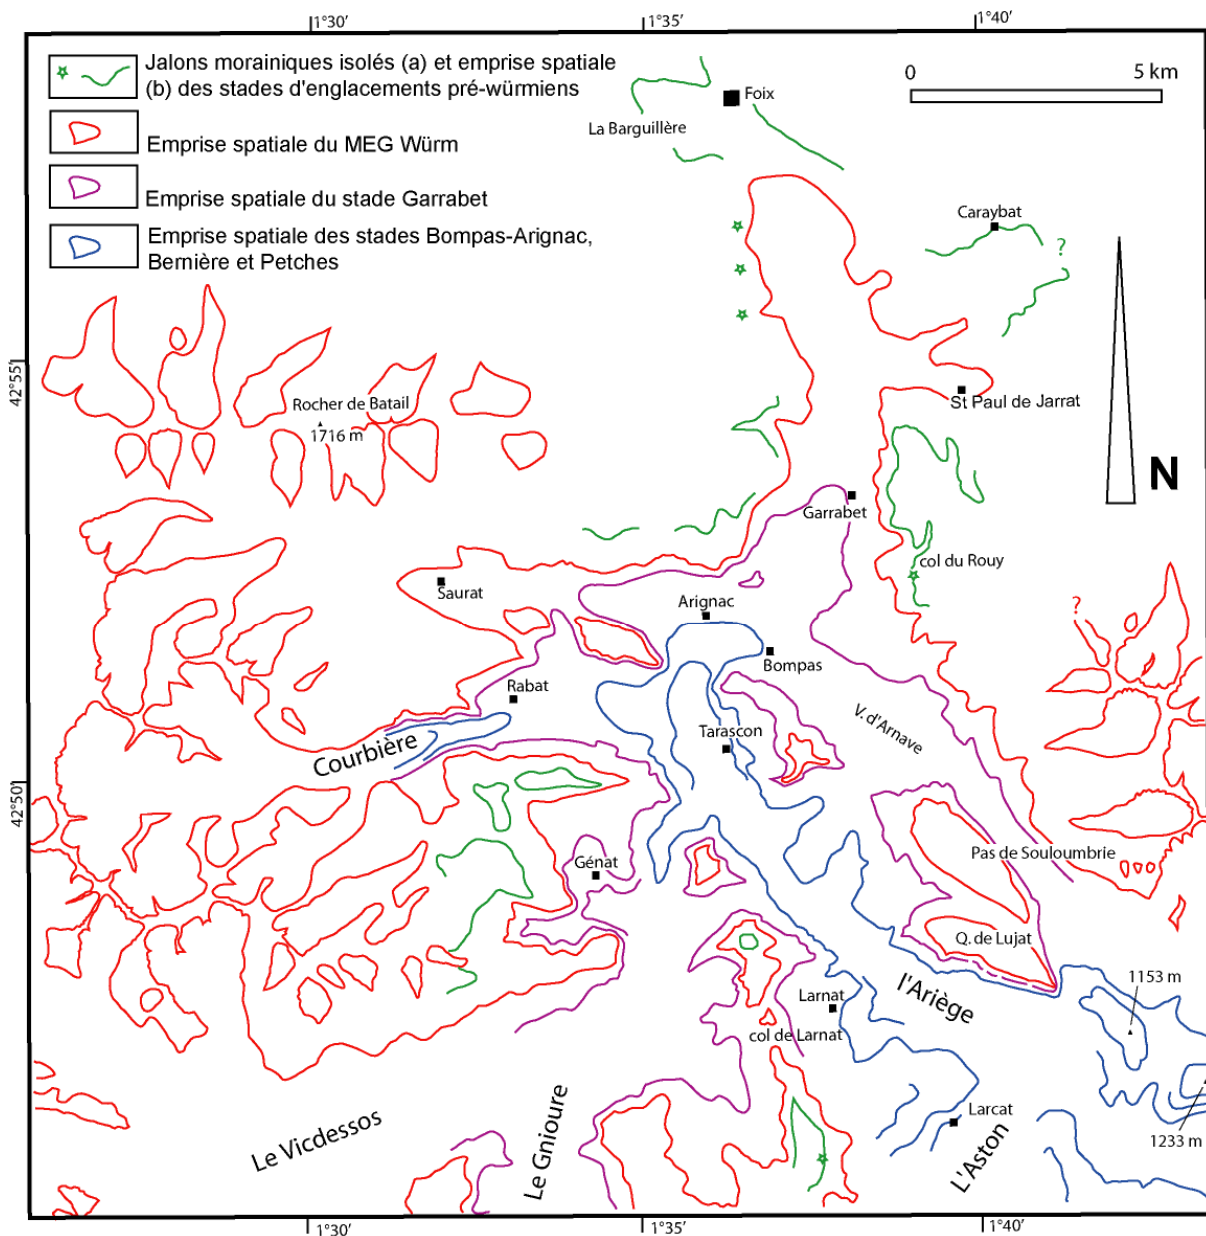 1°30'
1°35'
1°40'
Jalons morainiques isolés (a) et emprise spatiale
(b) des stades d'englacements pré-würmiens
Emprise spatiale du MEG Würm
Emprise spatiale du stade Garrabet
Emprise spatiale des stades Bompas-Arignac,
Bernière et Petches
0
5 km
Foix
La Barguillère
Caraybat
?
42°55'
Rocher de Batail
1716 m
St Paul de Jarrat
N
Garrabet
col du Rouy
Saurat
Arignac
?
Bompas
Rabat
V. d'Arnave
Tarascon
Courbière
42°50'
Pas de Souloumbrie
Génat
Q. de Lujat
1153 m
l'Ariège
Larnat
col de Larnat
Larcat
1233 m
Le Vicdessos
Le Gnioure
L'Aston
1°30'
1°35'
1°40'